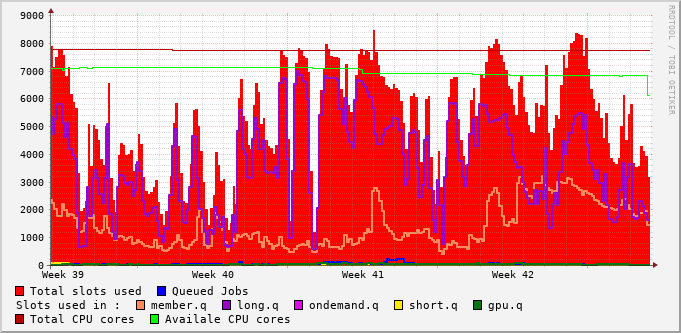 9000
8000
7000
6000
5000
4000
3000
2000
1000
0
Week 39 Week 40 Week 41 Week 42
RRDTOOL / TOBI OETIKER
Total slots used Queued Jobs
Slots used in : member.q long.q ondemand.q short.q gpu.q
Total CPU cores Availale CPU cores